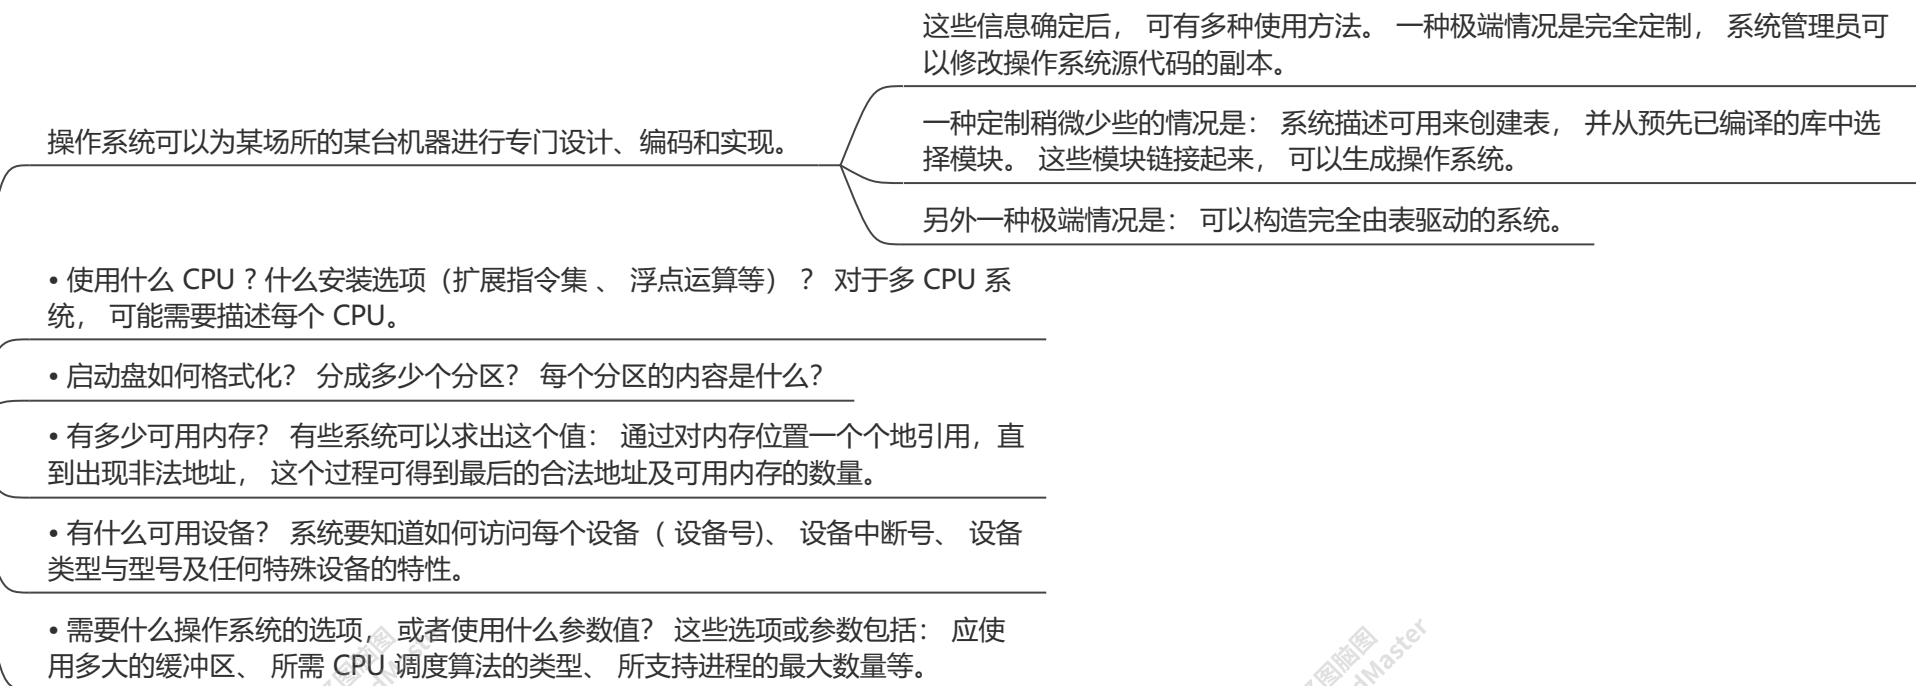 这些信息确定后， 可有多种使用方法。 一种极端情况是完全定制， 系统管理员可
以修改操作系统源代码的副本。
操作系统可以为某场所的某台机器进行专门设计、编码和实现。
一种定制稍微少些的情况是： 系统描述可用来创建表， 并从预先已编译的库中选
择模块。 这些模块链接起来， 可以生成操作系统。
另外一种极端情况是： 可以构造完全由表驱动的系统。
• 使用什么 CPU ? 什么安装选项（扩展指令集 、 浮点运算等） ？ 对于多 CPU 系
统， 可能需要描述每个 CPU。
• 启动盘如何格式化？ 分成多少个分区？ 每个分区的内容是什么？
• 有多少可用内存？ 有些系统可以求出这个值： 通过对内存位置一个个地引用，直
到出现非法地址， 这个过程可得到最后的合法地址及可用内存的数量。
• 有什么可用设备？ 系统要知道如何访问每个设备（ 设备号)、 设备中断号、 设备
类型与型号及任何特殊设备的特性。
• 需要什么操作系统的选项， 或者使用什么参数值？ 这些选项或参数包括： 应使
用多大的缓冲区、 所需 CPU 调度算法的类型、 所支持进程的最大数量等。